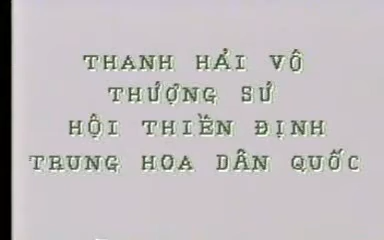 THANH HẢI VÔ
THƯỢNG SƯ
HỘI THIỀN ĐỊNH
TRUNG HOA DÂN QUỐC